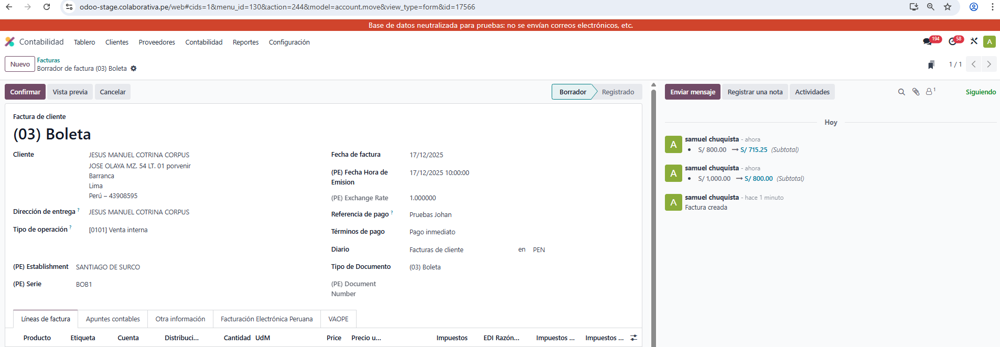 odoo-stage.colaborativa.pe/web#cids=1&menu_id=130&action=244&model=account.move&view_type=form&id=17566
Base de datos neutralizada para pruebas: no se envían correos electrónicos, etc.
Contabilidad Tablero Clientes Proveedores Contabilidad Reportes Configuración 194 58 A
Nuevo Facturas
Borrador de factura (03) Boleta 1 / 1
Confirmar Vista previa Cancelar Borrador Registrado Enviar mensaje Registrar una nota Actividades 1 Siguiendo
Factura de cliente
(03) Boleta
Cliente JESUS MANUEL COTRINA CORPUS
JOSE OLAYA MZ. 54 LT. 01 porvenir
Barranca
Lima
Perú – 43908595
Dirección de entrega ? JESUS MANUEL COTRINA CORPUS
Tipo de operación ? [0101] Venta interna
(PE) Establishment SANTIAGO DE SURCO
(PE) Serie BOB1
Fecha de factura 17/12/2025
(PE) Fecha Hora de Emision 17/12/2025 10:00:00
(PE) Exchange Rate 1.000000
Referencia de pago ? Pruebas Johan
Términos de pago Pago inmediato
Diario Facturas de cliente en PEN
Tipo de Documento (03) Boleta
(PE) Document
Number
Líneas de factura Apuntes contables Otra información Facturación Electrónica Peruana VAOPE
Producto Etiqueta Cuenta Distribuci... Cantidad UdM Price Precio u... Impuestos EDI Razón... Impuestos ... Impuestos ...
Hoy
A samuel chuquista - ahora
• S/ 800.00 → S/ 715.25 (Subtotal)
A samuel chuquista - ahora
• S/ 1,000.00 → S/ 800.00 (Subtotal)
A samuel chuquista - hace 1 minuto
Factura creada